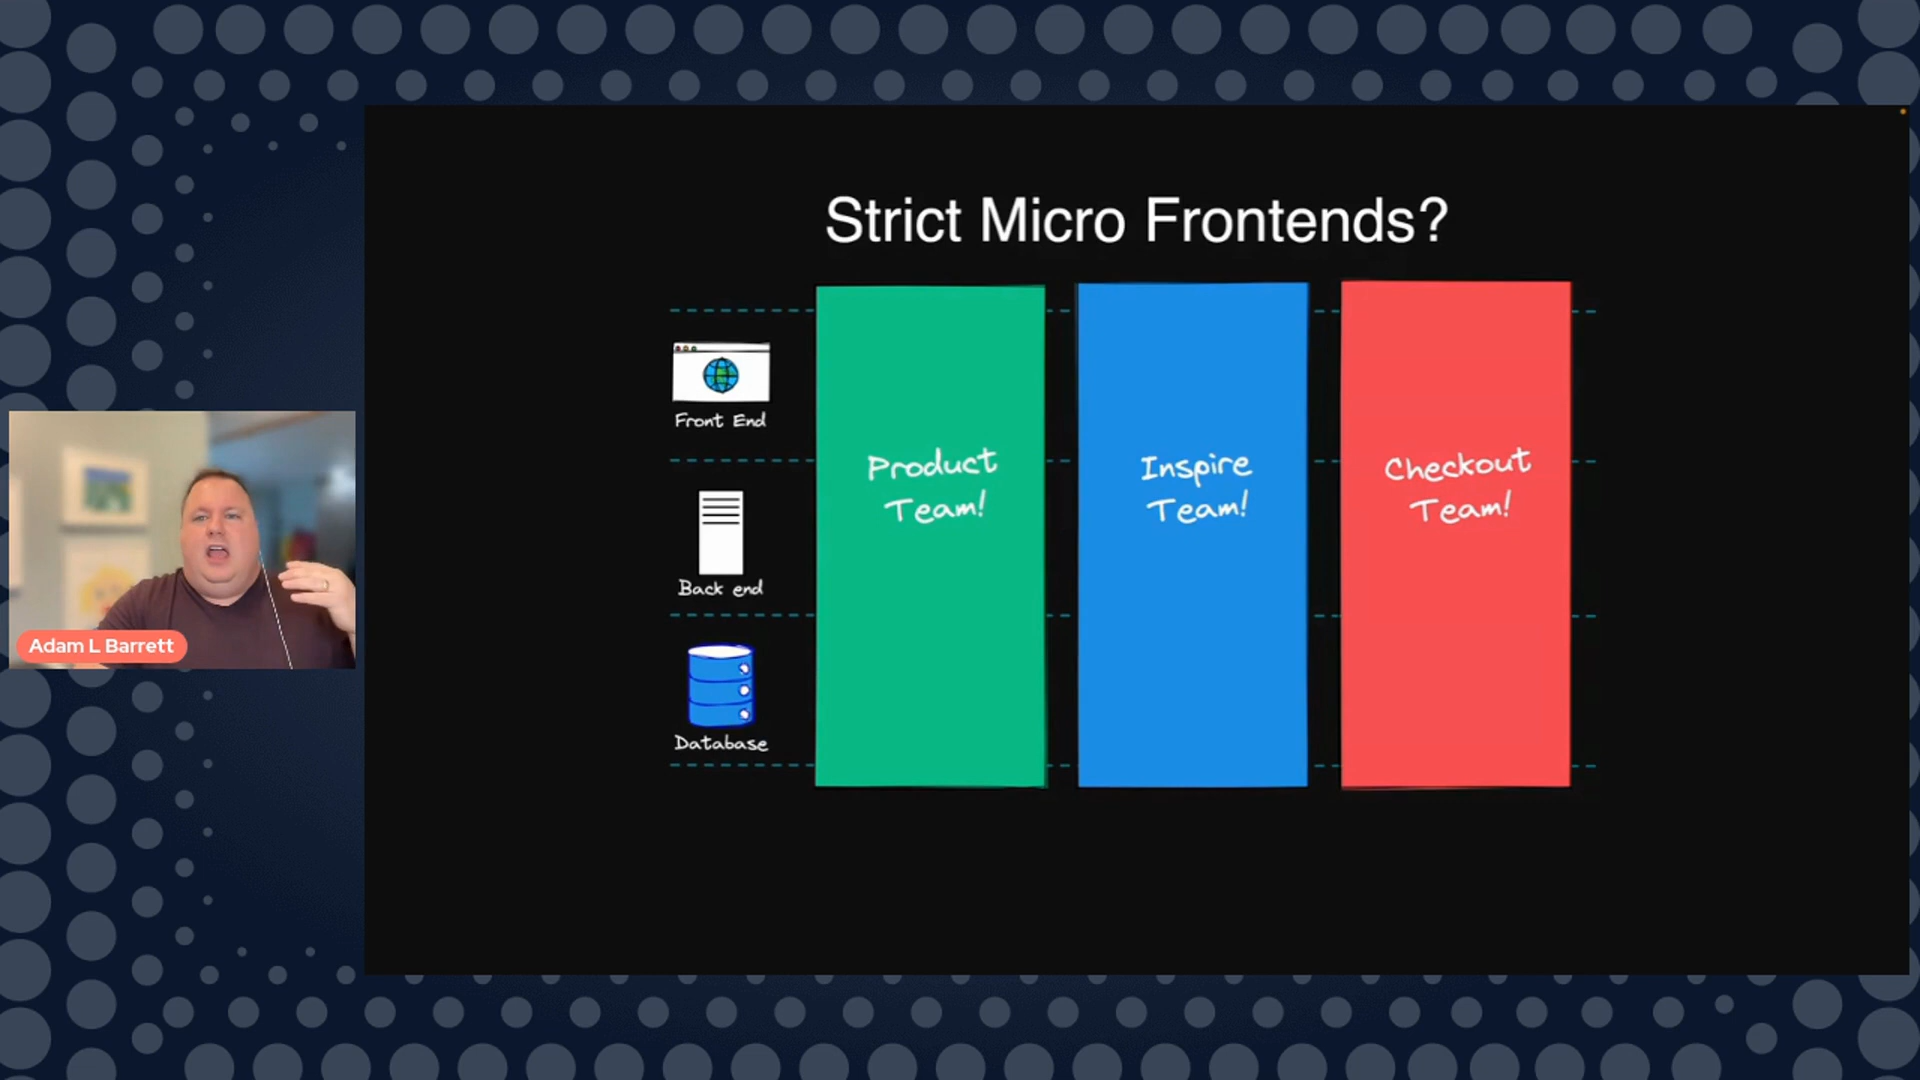 Strict Micro Frontends?
Front End
Back end
Database
Product
Team!
Inspire
Team!
Checkout
Team!
Adam L Barrett